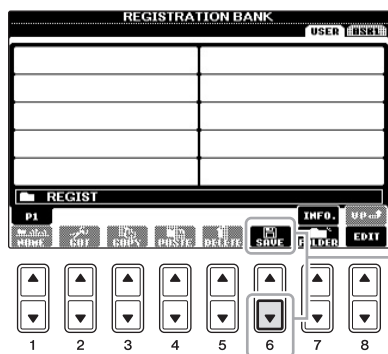 REGISTRATION BANK
USER
REGIST
P1
INFO. UP
NAME CUT COPY PASTE DELETE SAVE FOLDER EDIT
1 2 3 4 5 6 7 8